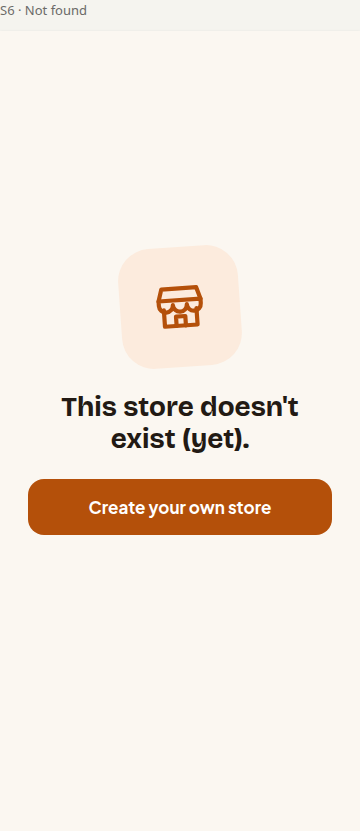 S6 · Not found
This store doesn't
exist (yet).
Create your own store